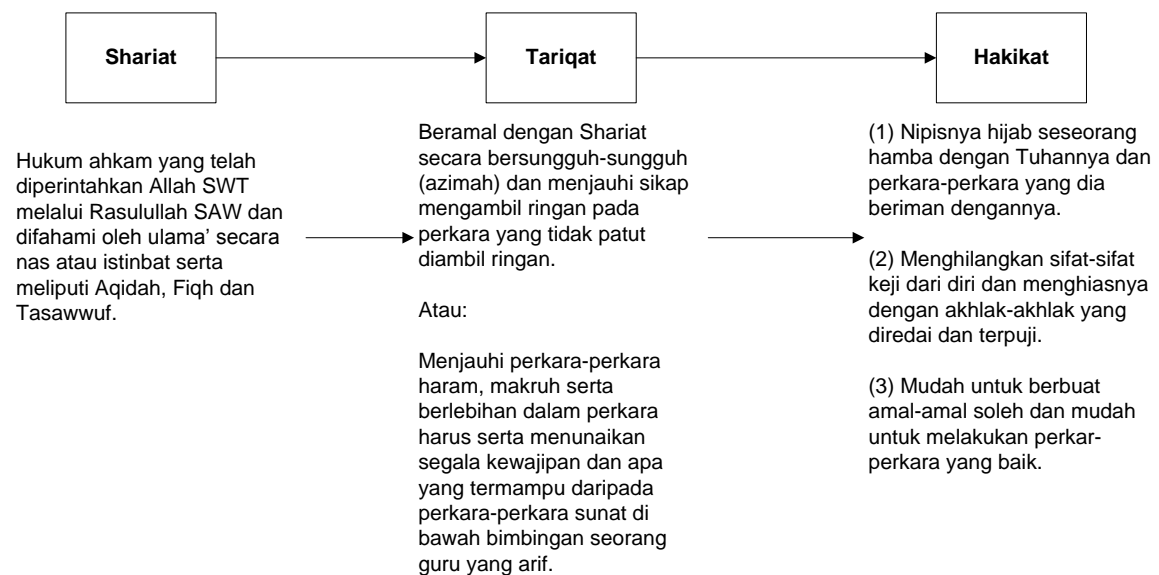 Shariat
Tariqat
Hakikat
Hukum ahkam yang telah
diperintahkan Allah SWT
melalui Rasulullah SAW dan
difahami oleh ulama’ secara
nas atau istinbat serta
meliputi Aqidah, Fiqh dan
Tasawwuf.
Beramal dengan Shariat
secara bersungguh-sungguh
(azimah) dan menjauhi sikap
mengambil ringan pada
perkara yang tidak patut
diambil ringan.
Atau:
Menjauhi perkara-perkara
haram, makruh serta
berlebihan dalam perkara
harus serta menunaikan
segala kewajipan dan apa
yang termampu daripada
perkara-perkara sunat di
bawah bimbingan seorang
guru yang arif.
(1) Nipisnya hijab seseorang
hamba dengan Tuhannya dan
perkara-perkara yang dia
beriman dengannya.
(2) Menghilangkan sifat-sifat
keji dari diri dan menghiasnya
dengan akhlak-akhlak yang
diredai dan terpuji.
(3) Mudah untuk berbuat
amal-amal soleh dan mudah
untuk melakukan perkar-
perkara yang baik.